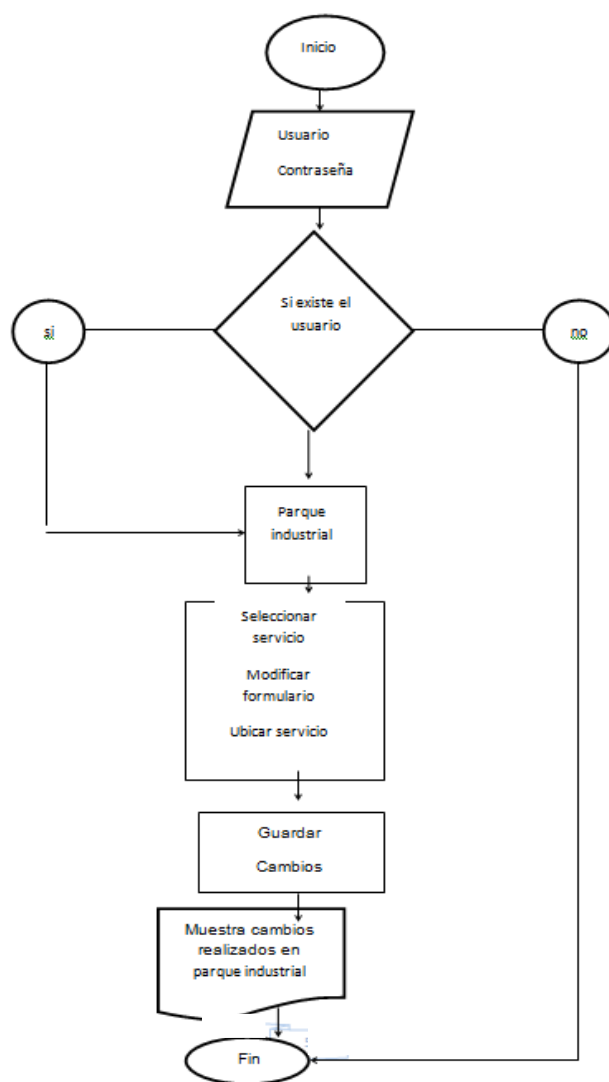 Inicio
Usuario
Contraseña
Si existe el
usuario
si
no
Parque
industrial
Seleccionar
servicio
Modificar
formulario
Ubicar servicio
Guardar
Cambios
Muestra cambios
realizados en
parque industrial
Fin